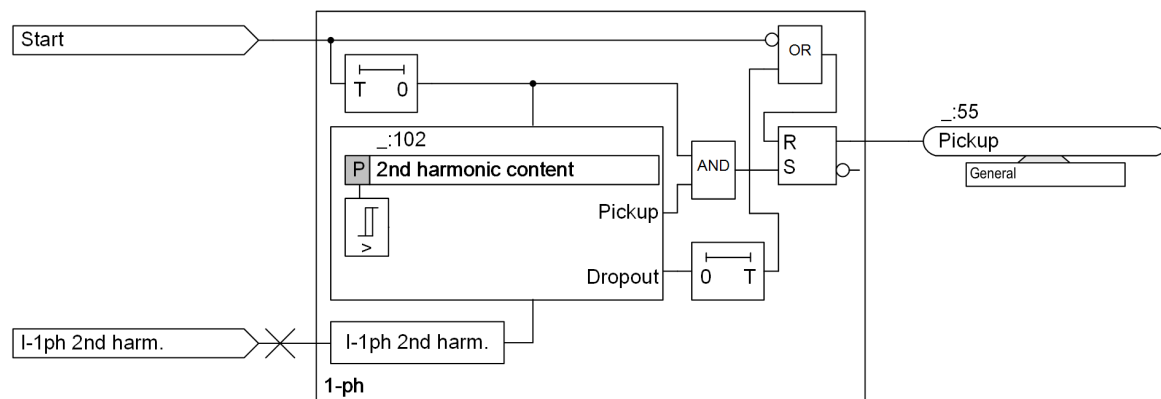 Start
OR
T 0
_:102
_:55
P 2nd harmonic content
R
S
Pickup
AND
General
>
Pickup
Dropout
0 T
I-1ph 2nd harm.
I-1ph 2nd harm.
1-ph